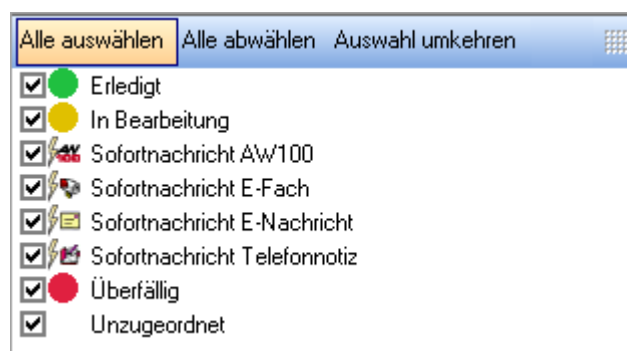 Alle auswählen Alle abwählen Auswahl umkehren
Erledigt
In Bearbeitung
Sofortnachricht AW100
Sofortnachricht E-Fach
Sofortnachricht E-Nachricht
Sofortnachricht Telefonnotiz
Überfällig
Unzugeordnet